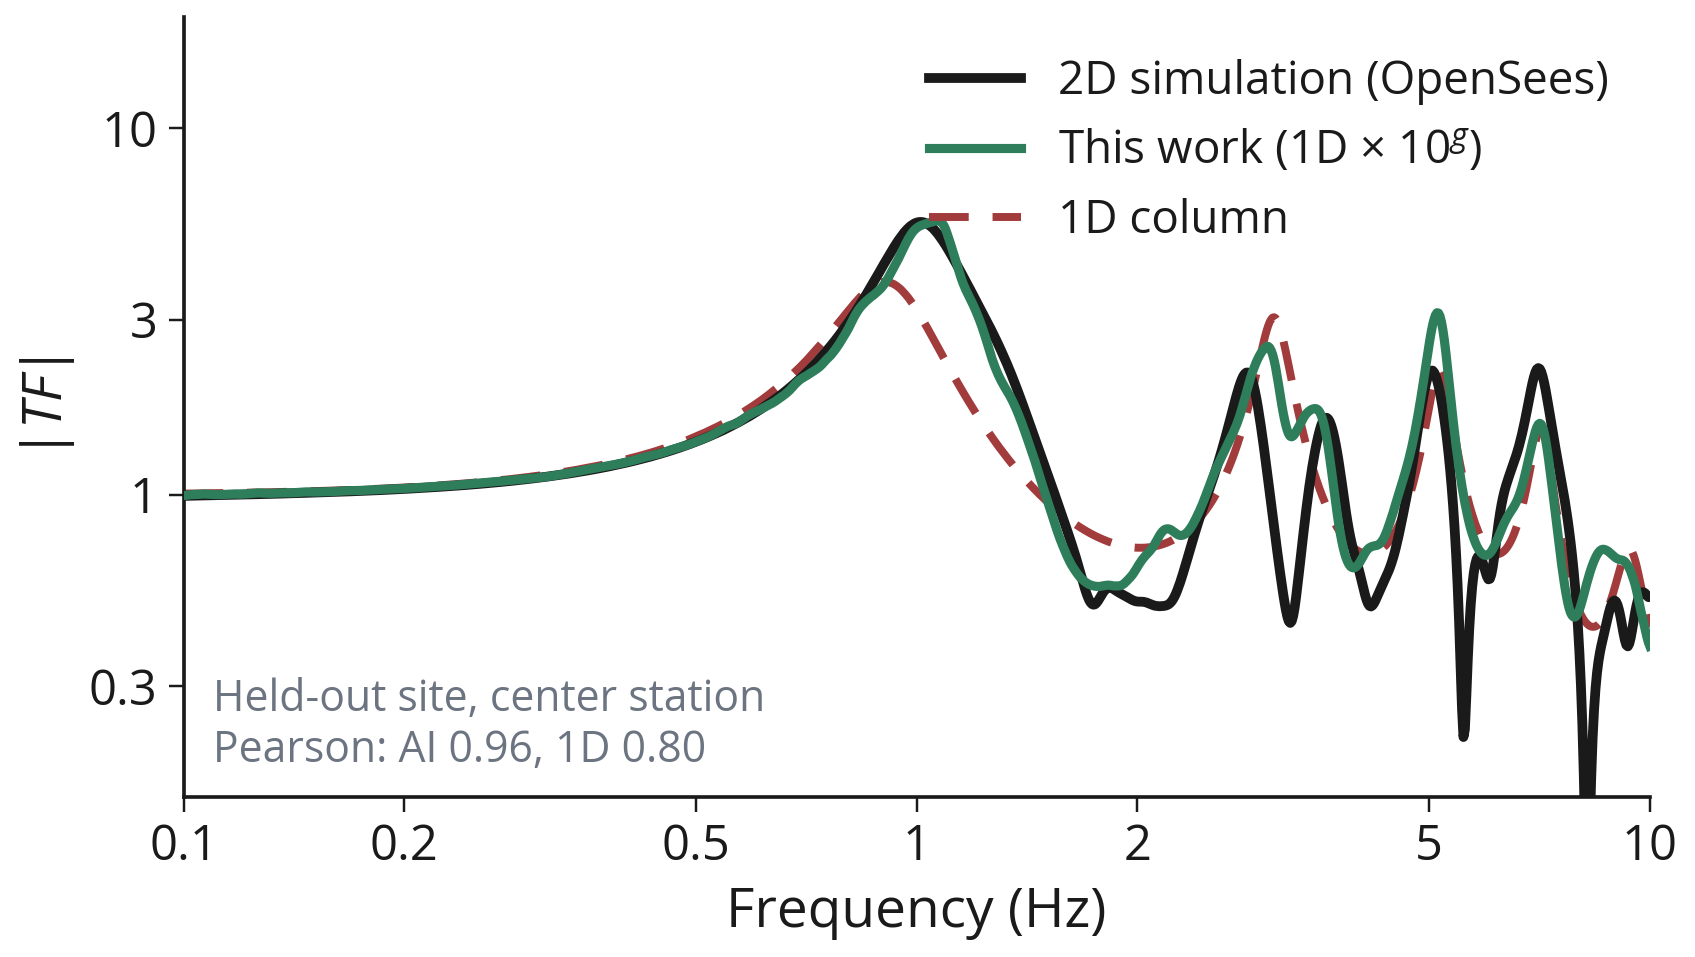 2D simulation (OpenSees)
This work (1D × 10^g)
1D column
10
3
1
0.3
|TF|
Held-out site, center station
Pearson: AI 0.96, 1D 0.80
0.1 0.2 0.5 1 2 5 10
Frequency (Hz)